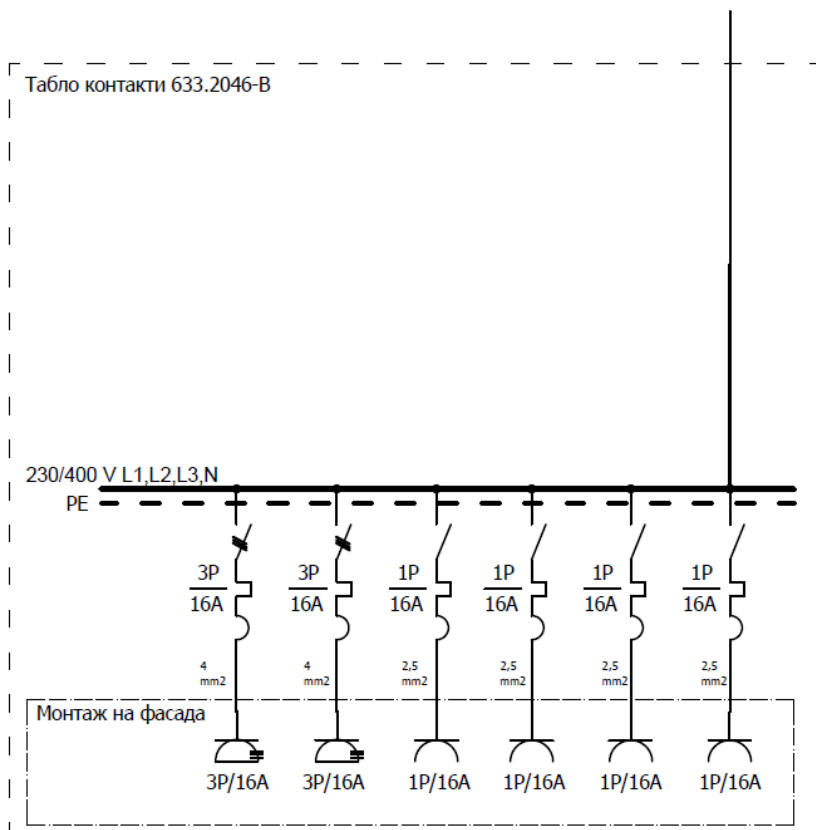 Табло контакти 633.2046-В
230/400 V L1,L2,L3,N
PE
3P 3P 1P 1P 1P 1P
16A 16A 16A 16A 16A 16A
4 4 2,5 2,5 2,5 2,5
mm2 mm2 mm2 mm2 mm2 mm2
Монтаж на фасада
3P/16A 3P/16A 1P/16A 1P/16A 1P/16A 1P/16A